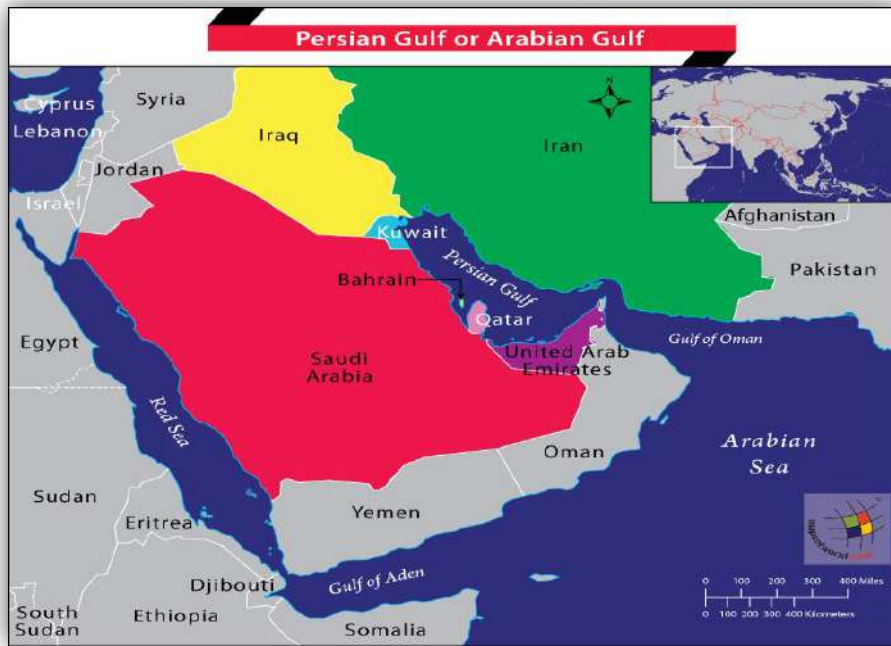 Persian Gulf or Arabian Gulf
Cyprus
Lebanon
Syria
Iraq
Iran
Jordan
Israel
Afghanistan
Kuwait
Pakistan
Persian Gulf
Bahrain
Qatar
Gulf of Oman
Egypt
United Arab
Emirates
Saudi
Arabia
Red Sea
Arabian
Sea
Oman
Sudan
Yemen
Eritrea
mapsofworld.com
Djibouti
Gulf of Aden
0 100 200 300 400 Miles
0 100 200 300 400 Kilometers
South
Sudan
Ethiopia
Somalia